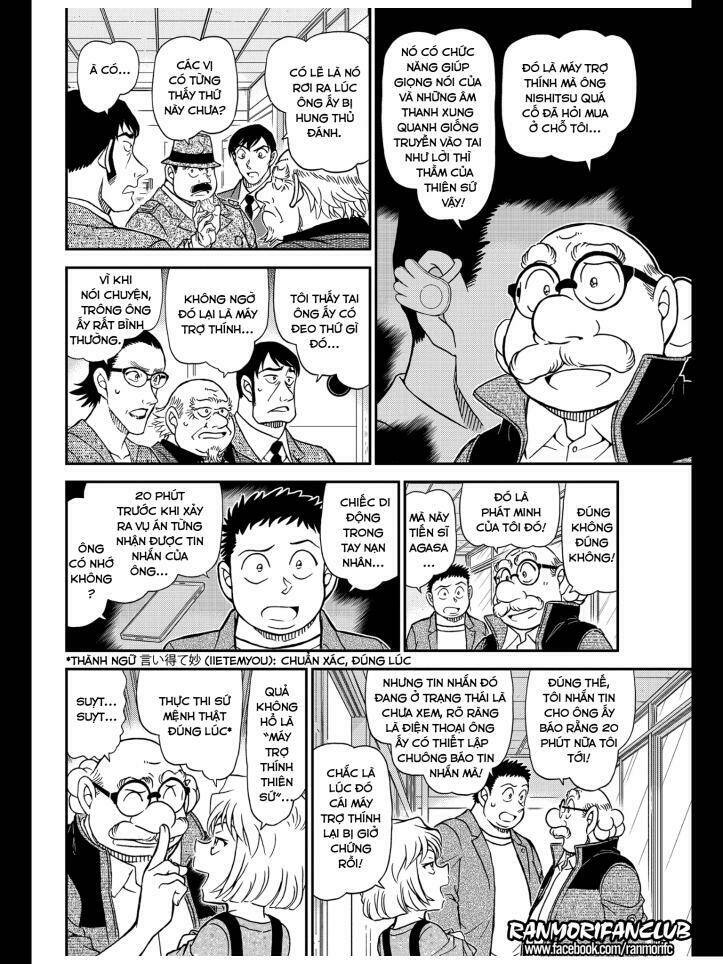 ĐÓ LÀ MÁY TRỢ
THÍNH MÀ ÔNG
NISHITSU QUÁ
CỐ ĐÃ HỎI MUA
Ở CHỖ TÔI...
NÓ CÓ CHỨC
NĂNG GIÚP
GIỌNG NÓI CỦA
VÀ NHỮNG ÂM
THANH XUNG
QUANH GIỐNG
TRUYỀN VÀO TAI
NHƯ LỜI THÌ
THẦM CỦA
THIÊN SỨ
VẬY!
CÓ LẼ LÀ NÓ
RƠI RA LÚC
ÔNG ẤY BỊ
HUNG THỦ
ĐÁNH.
CÁC VỊ
CÓ TỪNG
THẤY THỨ
NÀY CHƯA?
À CÓ...
TÔI THẤY TAI
ÔNG ẤY CÓ
ĐEO THỨ GÌ
ĐÓ...
KHÔNG NGỜ
ĐÓ LẠI LÀ MÁY
TRỢ THÍNH...
VÌ KHI
NÓI CHUYỆN,
TRÔNG ÔNG
ẤY RẤT BÌNH
THƯỜNG.
ĐÚNG
KHÔNG
ĐÚNG
KHÔNG!
ĐÓ LÀ
PHÁT MINH
CỦA TÔI ĐÓ!
MÀ NÀY
TIẾN SĨ
AGASA
...
CHIẾC DI
ĐỘNG
TRONG
TAY NẠN
NHÂN...
20 PHÚT
TRƯỚC KHI XẢY
RA VỤ ÁN TỪNG
NHẬN ĐƯỢC TIN
NHẮN CỦA
ÔNG...
ÔNG
CÓ NHỚ
KHÔNG
?
*THÀNH NGỮ 言い得て妙 (IIETEMYOU): CHUẨN XÁC, ĐÚNG LÚC
ĐÚNG THẾ,
TÔI NHẮN TIN
CHO ÔNG ẤY
BÁO RẰNG 20
PHÚT NỮA TÔI
TỚI!
NHƯNG TIN NHẮN ĐÓ
ĐANG Ở TRẠNG THÁI LÀ
CHƯA XEM, RÕ RÀNG
LÀ ĐIỆN THOẠI ÔNG
ẤY CÓ THIẾT LẬP
CHUÔNG BÁO TIN
NHẮN MÀ!
CHẮC LÀ
LÚC ĐÓ
CÁI MÁY
TRỢ THÍNH
LẠI BỊ GIỞ
CHỨNG
RỒI!
QUẢ
KHÔNG
HỔ LÀ
“MÁY
TRỢ
THÍNH
THIÊN
SỨ”...
THỰC THI SỨ
MỆNH THẬT
ĐÚNG LÚC*
SUYT...
SUYT...
RANMORIFANCLUB
www.facebook.com/ranmorifc